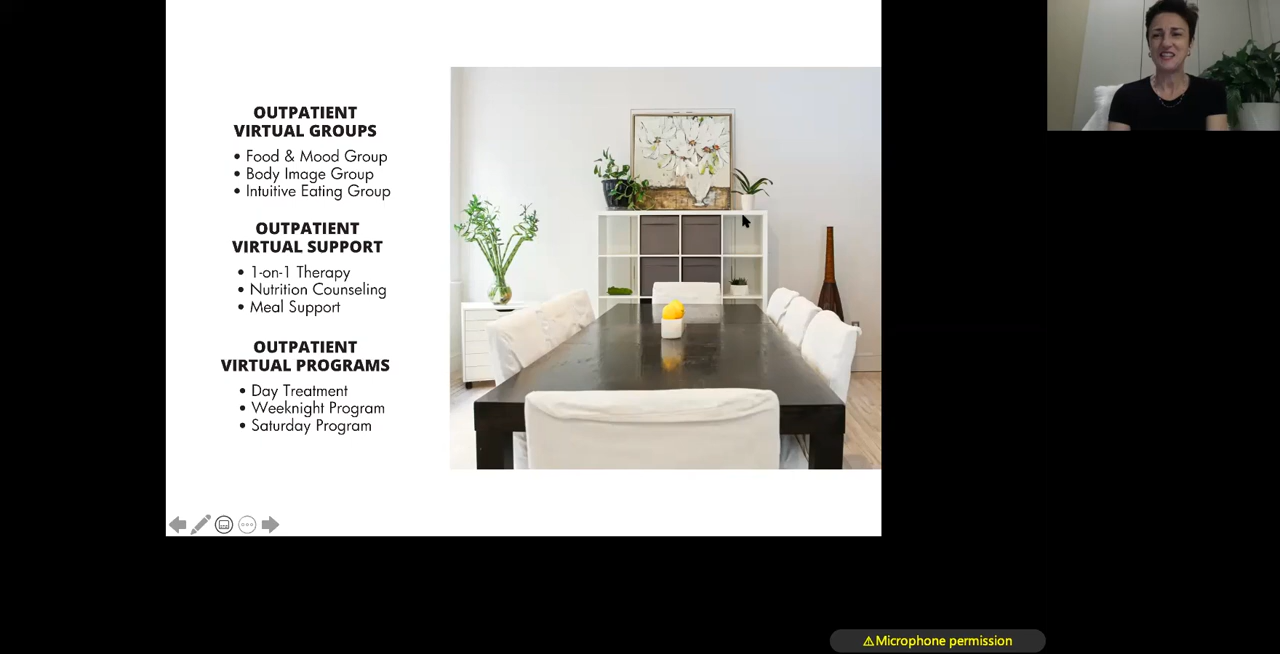 OUTPATIENT
VIRTUAL GROUPS
• Food & Mood Group
• Body Image Group
• Intuitive Eating Group
OUTPATIENT
VIRTUAL SUPPORT
• 1-on-1 Therapy
• Nutrition Counseling
• Meal Support
OUTPATIENT
VIRTUAL PROGRAMS
• Day Treatment
• Weeknight Program
• Saturday Program
⚠Microphone permission